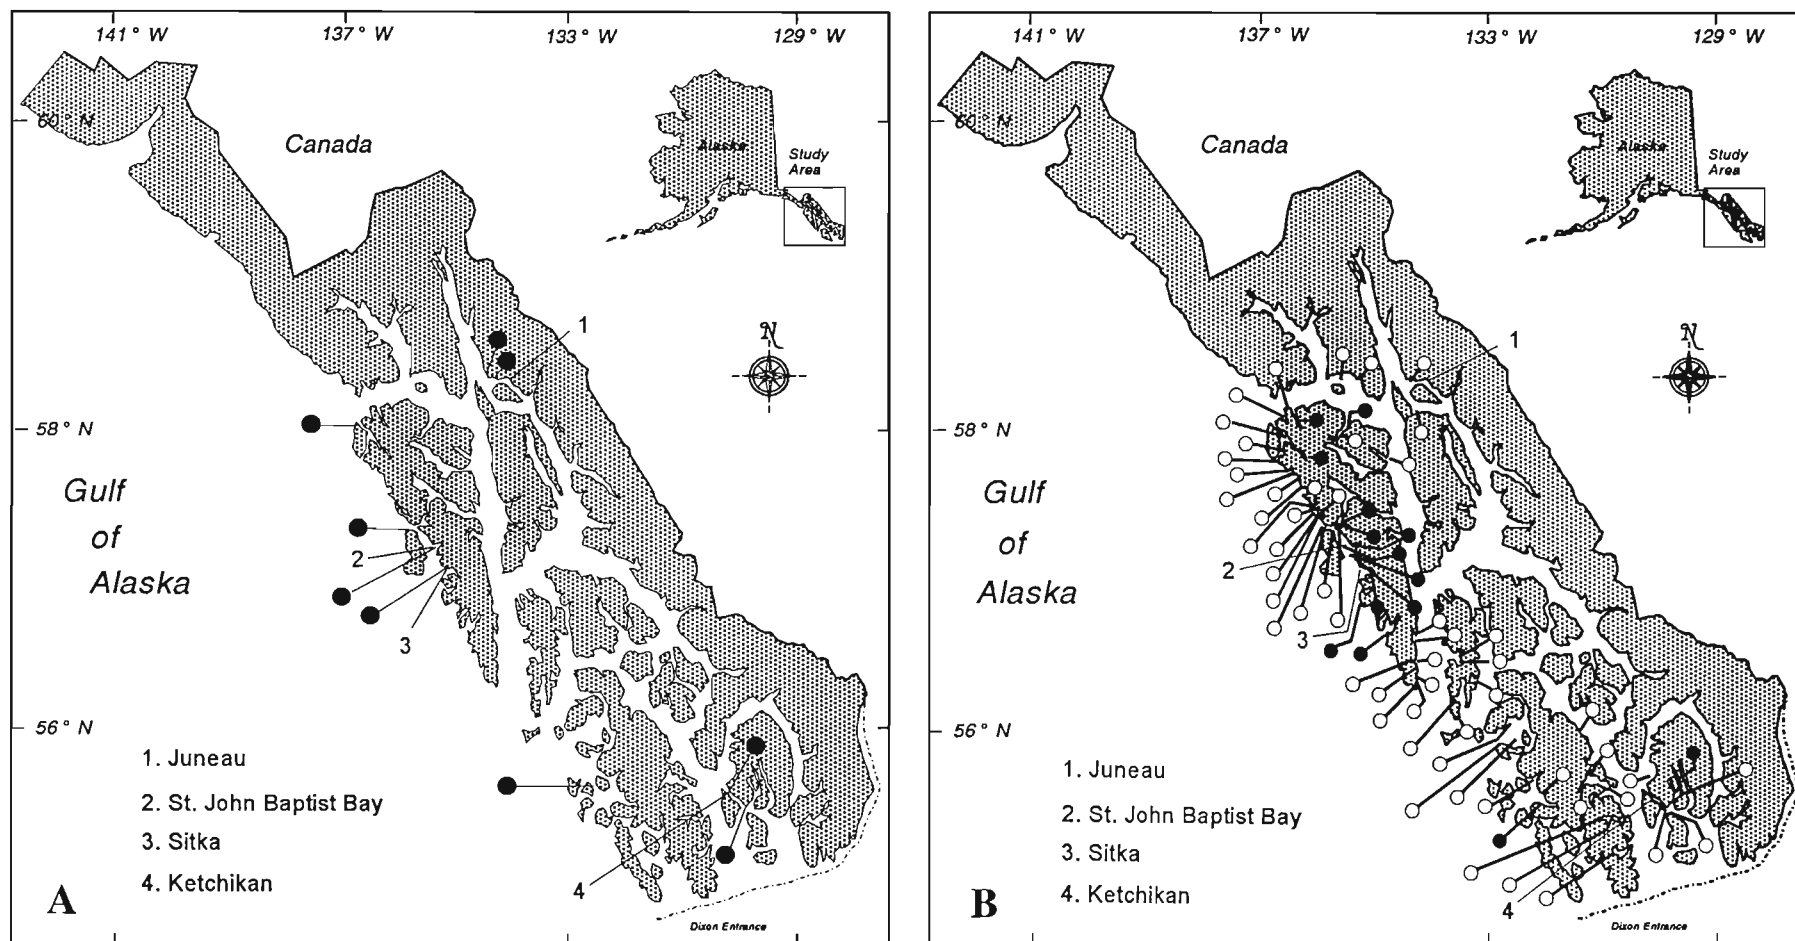 141° W 137° W 133° W 129° W
60° N
Canada
Alaska
Study
Area
N
1
58° N
Gulf
of
Alaska
2
3
56° N
1. Juneau
2. St. John Baptist Bay
3. Sitka
4. Ketchikan
4
A
Dixon Entrance
141° W 137° W 133° W 129° W
60° N
Canada
Alaska
Study
Area
N
1
58° N
Gulf
of
Alaska
2
3
56° N
1. Juneau
2. St. John Baptist Bay
3. Sitka
4. Ketchikan
4
B
Dixon Entrance